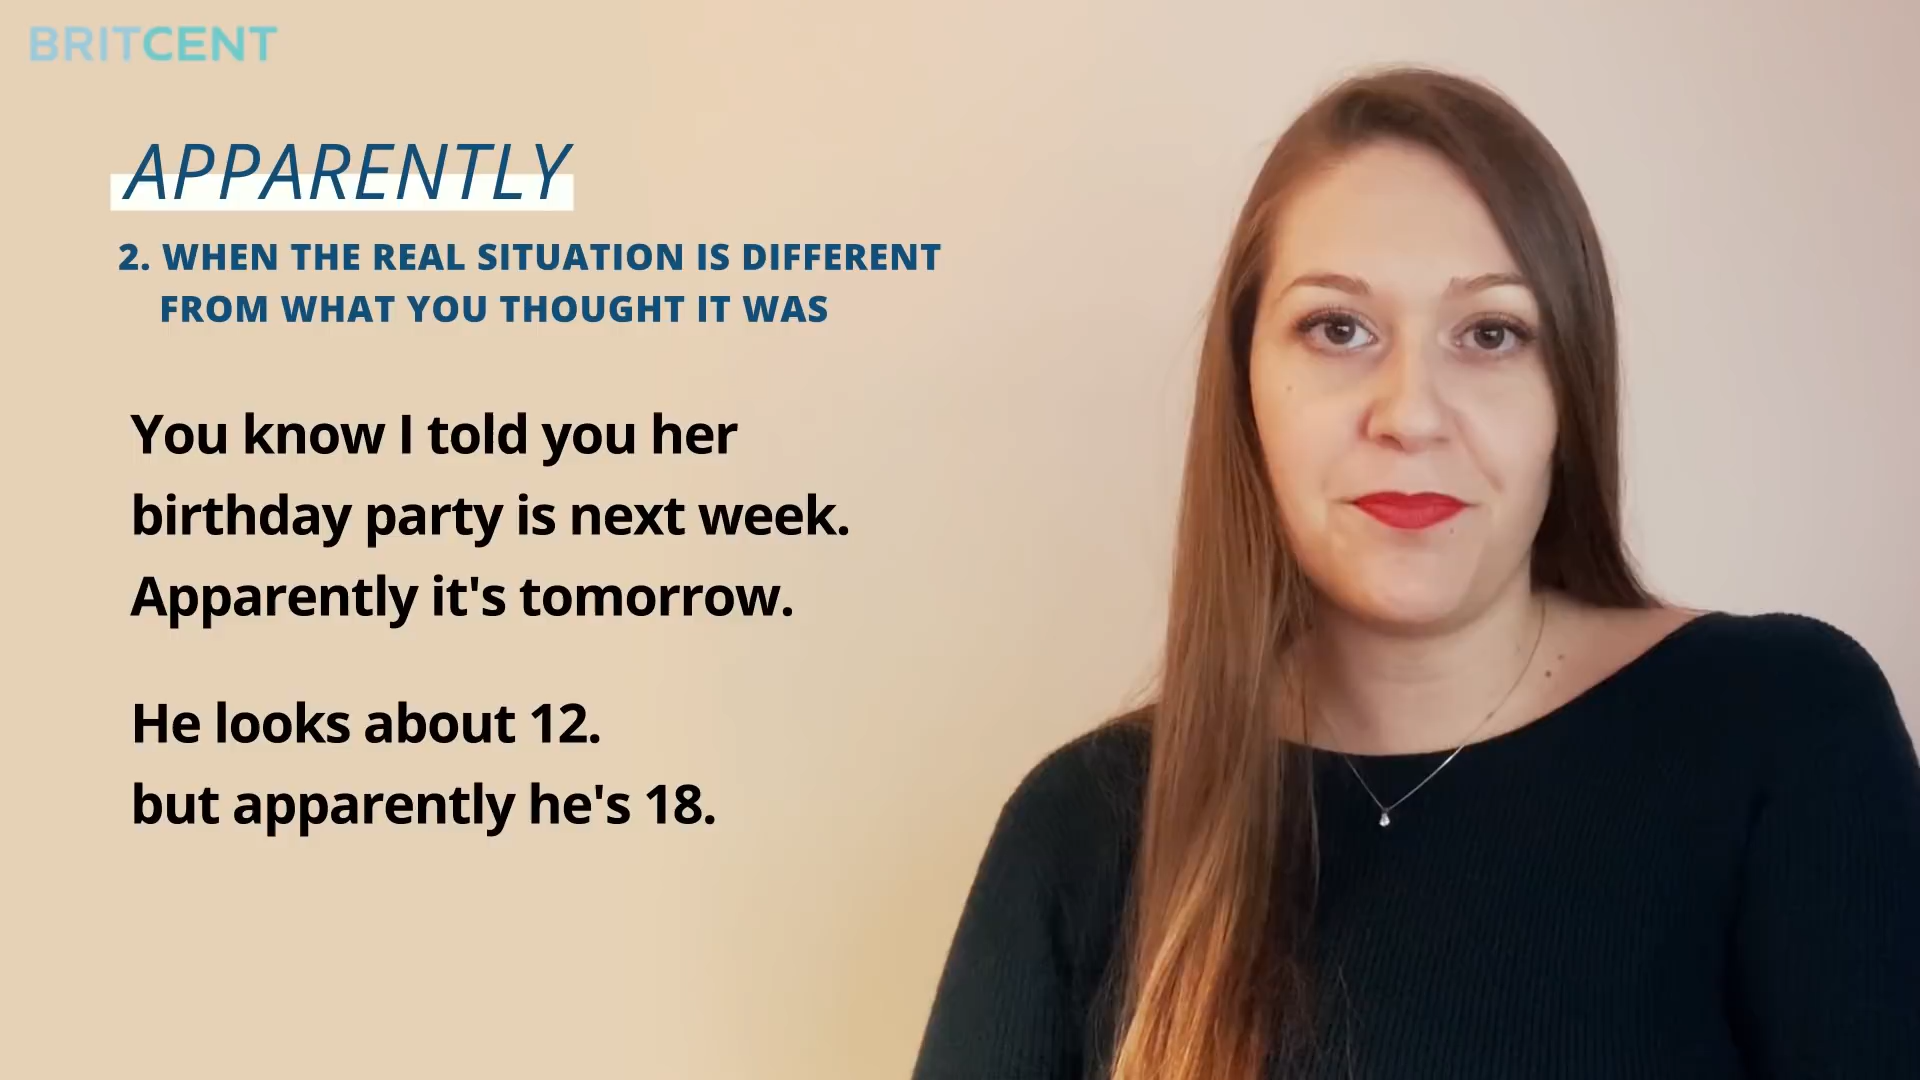 BRITCENT
APPARENTLY
2. WHEN THE REAL SITUATION IS DIFFERENT
FROM WHAT YOU THOUGHT IT WAS
You know I told you her
birthday party is next week.
Apparently it's tomorrow.
He looks about 12.
but apparently he's 18.